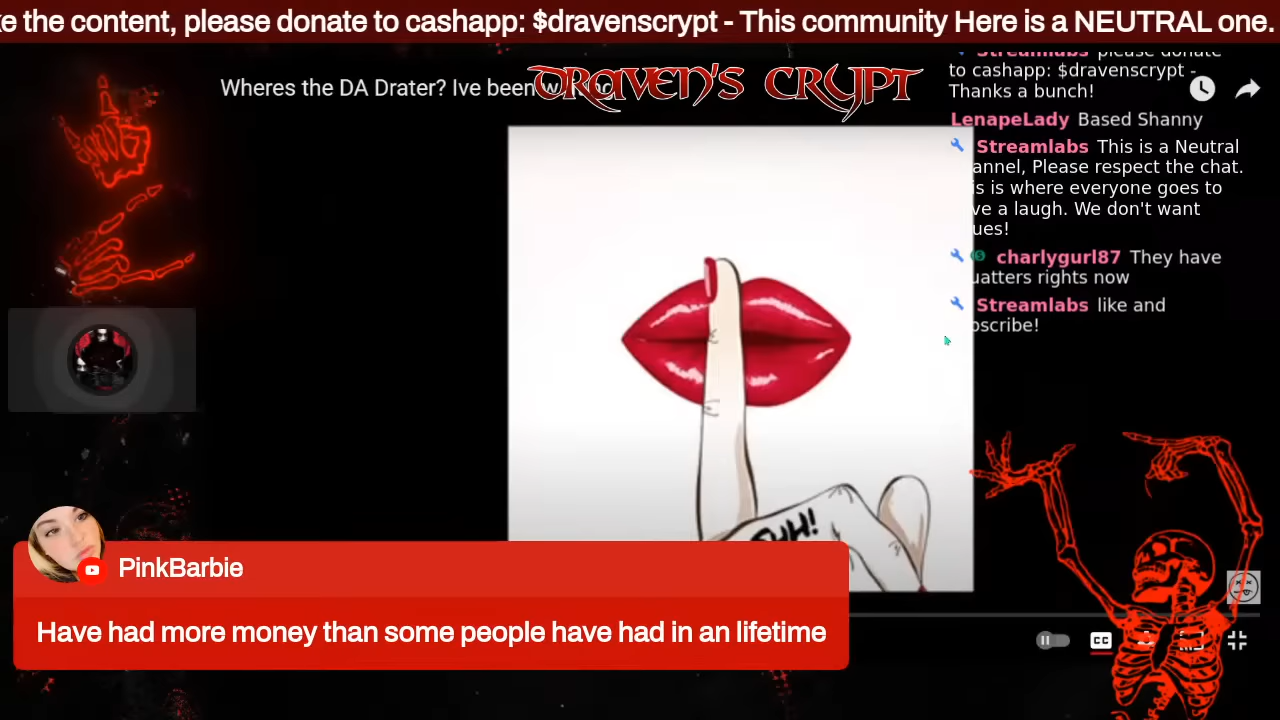 the content, please donate to cashapp: $dravenscrypt - This community Here is a NEUTRAL one.
Wheres the DA Drater? Ive been
DRAVEN'S CRYPT
Streamlabs please donate
to cashapp: $dravenscrypt -
Thanks a bunch!
LenapeLady Based Shanny
Streamlabs This is a Neutral
annel, Please respect the chat.
is is where everyone goes to
ve a laugh. We don't want
ues!
charlygurl87 They have
uatters rights now
Streamlabs like and
bscribe!
UHH!
PinkBarbie
Have had more money than some people have had in an lifetime
CC